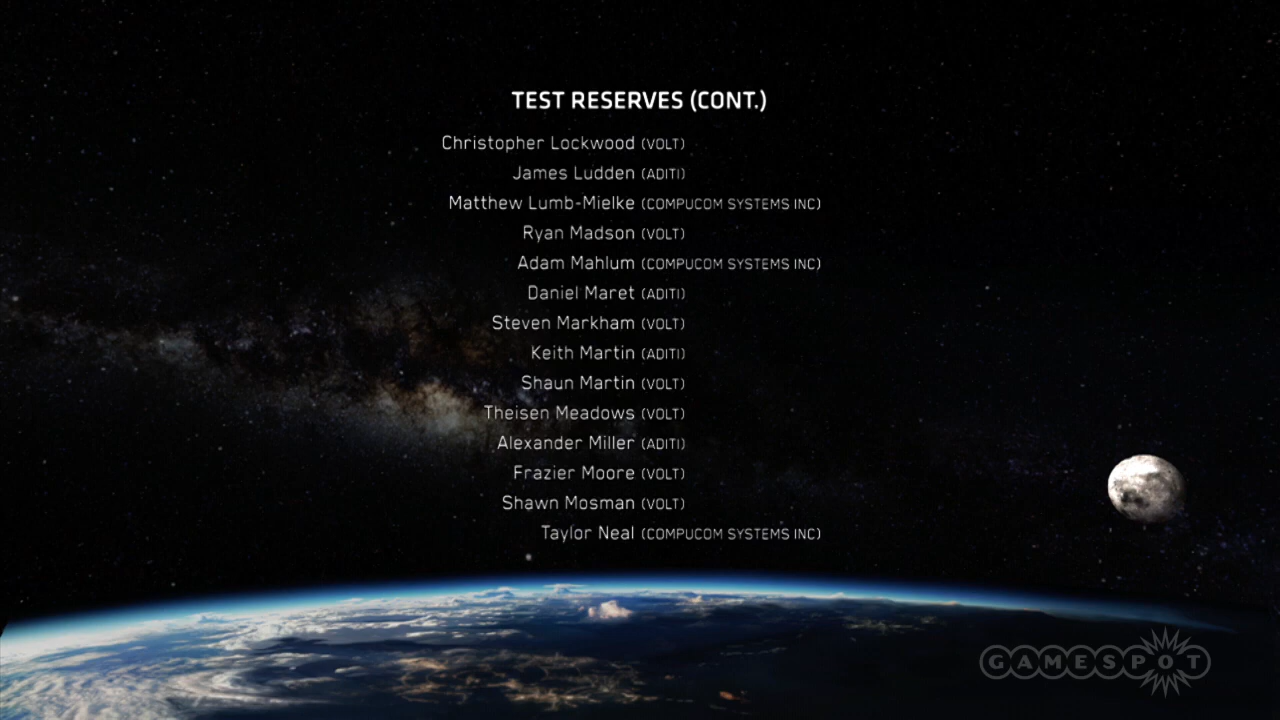 TEST RESERVES (CONT.)
Christopher Lockwood (VOLT)
James Ludden (ADITI)
Matthew Lumb-Mielke (COMPUCOM SYSTEMS INC)
Ryan Madson (VOLT)
Adam Mahlum (COMPUCOM SYSTEMS INC)
Daniel Maret (ADITI)
Steven Markham (VOLT)
Keith Martin (ADITI)
Shaun Martin (VOLT)
Theisen Meadows (VOLT)
Alexander Miller (ADITI)
Frazier Moore (VOLT)
Shawn Mosman (VOLT)
Taylor Neal (COMPUCOM SYSTEMS INC)
GAMESPOT